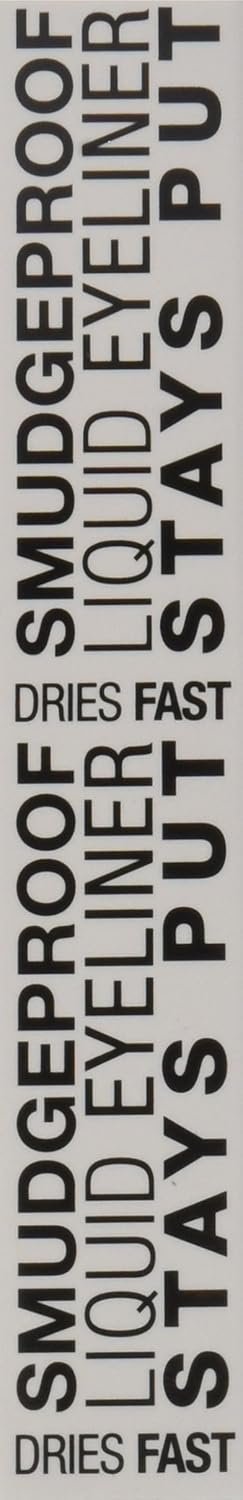 SMUDGEPROOF
LIQUID EYELINER
STAYS PUT
DRIES FAST
SMUDGEPROOF
LIQUID EYELINER
STAYS PUT
DRIES FAST